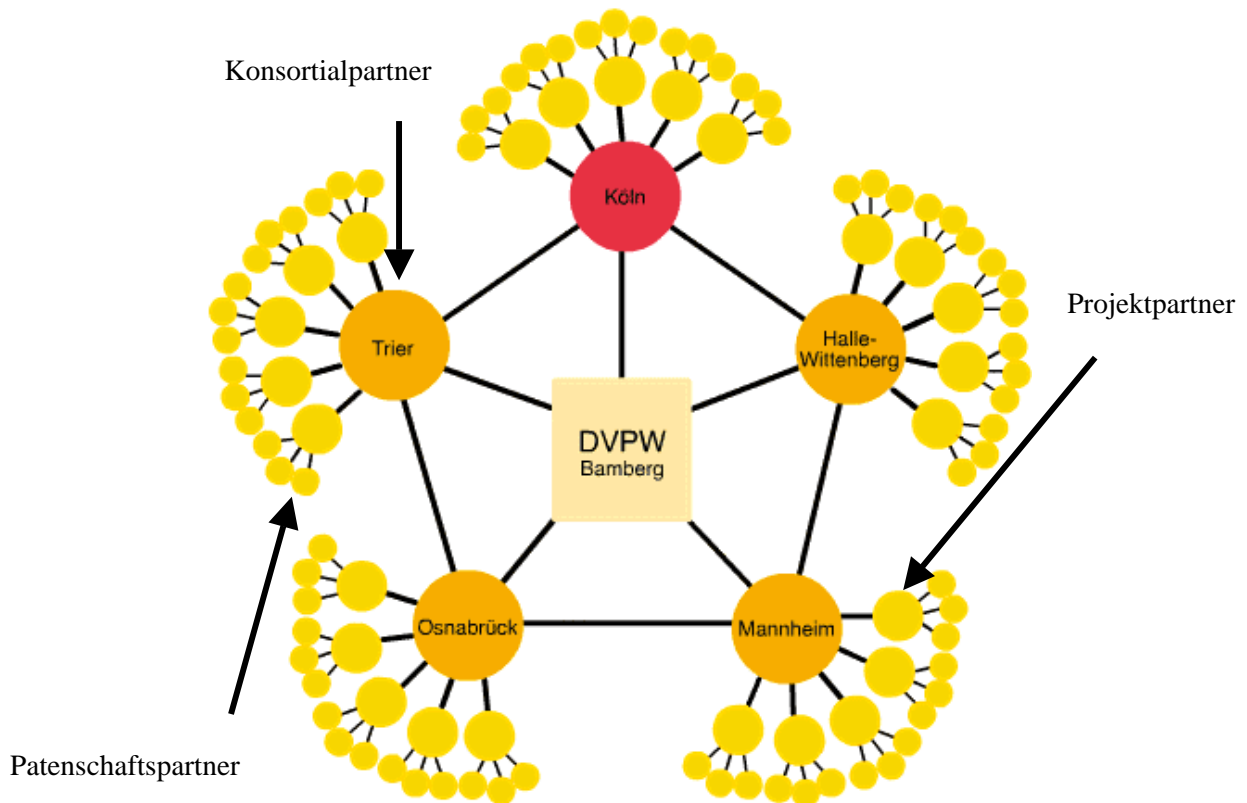 Konsortialpartner
Köln
Projektpartner
Trier
Halle-
Wittenberg
DVPW
Bamberg
Osnabrück
Mannheim
Patenschaftspartner